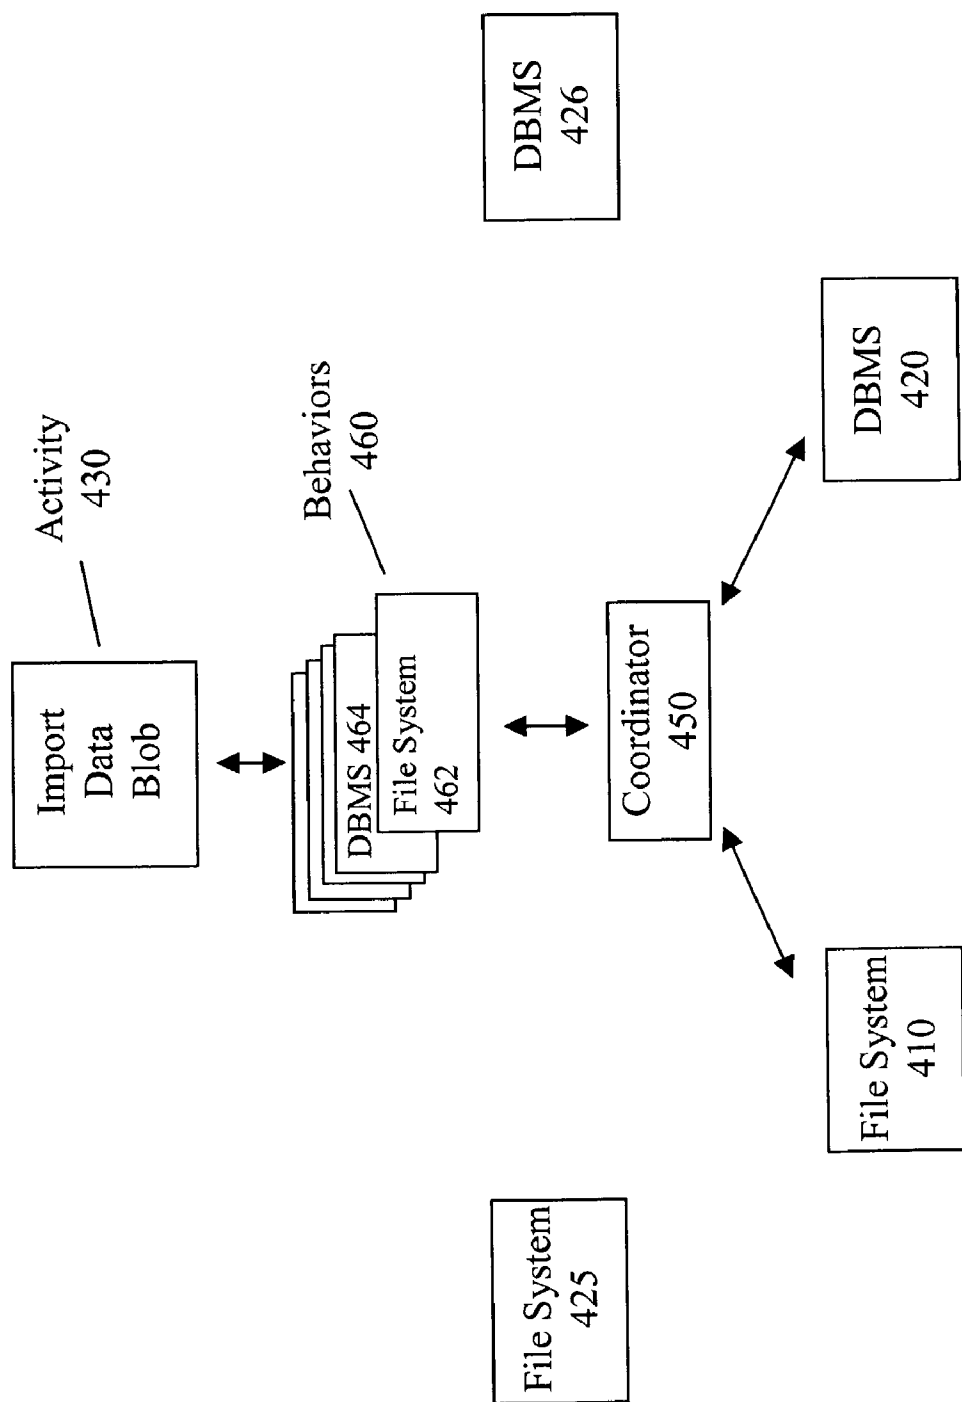 Import
Data
Blob
Activity
430
DBMS 464
File System
462
Behaviors
460
Coordinator
450
File System
425
DBMS
426
File System
410
DBMS
420